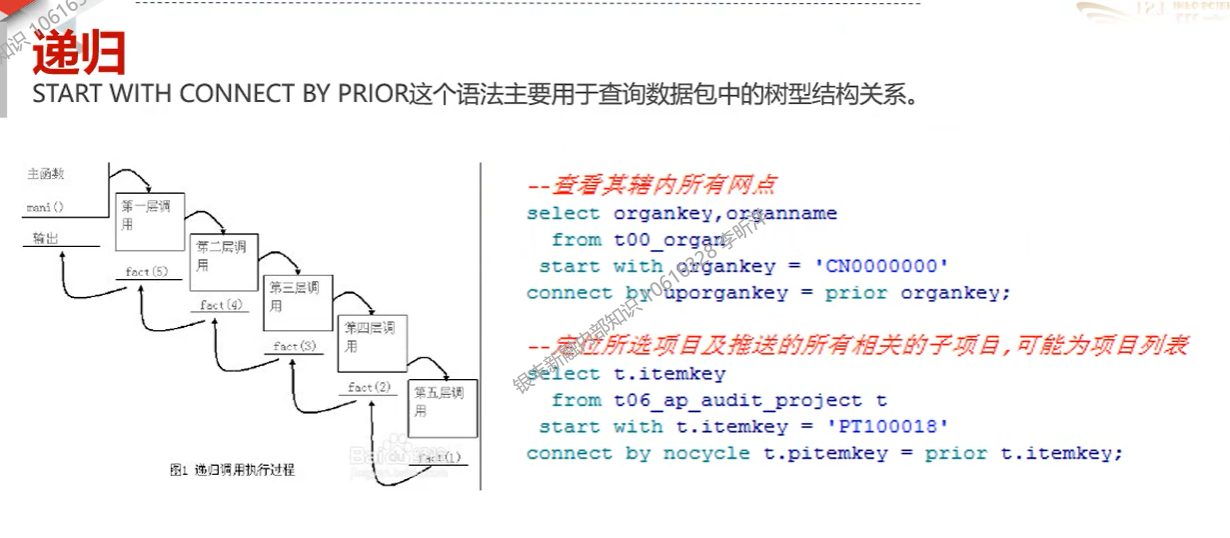 递归
START WITH CONNECT BY PRIOR这个语法主要用于查询数据包中的树型结构关系。
主函数
mani()
输出
第一层调
用
fact(5)
第二层调
用
fact(4)
第三层调
用
fact(3)
第四层调
用
fact(2)
第五层调
用
fact(1)
图1 递归调用执行过程
--查看其辖内所有网点
select organkey,organname
from t00_organ
start with organkey = 'CN0000000'
connect by uporgankey = prior organkey;
--定位所选项目及推送的所有相关的子项目,可能为项目列表
select t.itemkey
from t06_ap_audit_project t
start with t.itemkey = 'PT100018'
connect by nocycle t.pitemkey = prior t.itemkey;